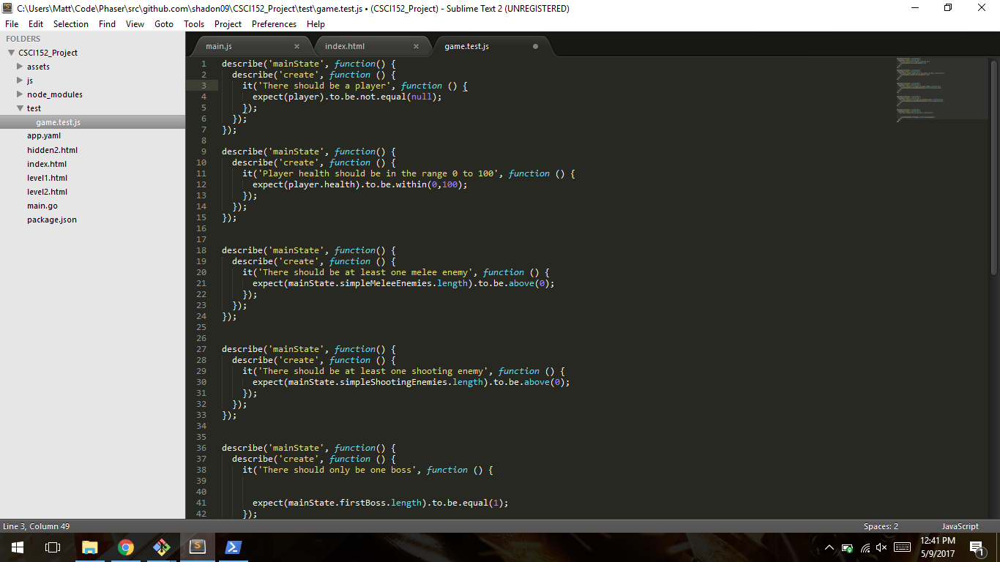 C:\Users\Matt\Code\Phaser\src\github.com\shadon09\CSCI152_Project\test\game.test.js • (CSCI152_Project) - Sublime Text 2 (UNREGISTERED)
File Edit Selection Find View Goto Tools Project Preferences Help
FOLDERS
CSCI152_Project
assets
js
node_modules
test
game.test.js
app.yaml
hidden2.html
index.html
level1.html
level2.html
main.go
package.json
main.js × index.html × game.test.js
1 describe('mainState', function() {
2 describe('create', function () {
3 it('There should be a player', function () {
4 expect(player).to.be.not.equal(null);
5 });
6 });
7 });
8
9 describe('mainState', function() {
10 describe('create', function () {
11 it('Player health should be in the range 0 to 100', function () {
12 expect(player.health).to.be.within(0,100);
13 });
14 });
15 });
16
17
18 describe('mainState', function() {
19 describe('create', function () {
20 it('There should be at least one melee enemy', function () {
21 expect(mainState.simpleMeleeEnemies.length).to.be.above(0);
22 });
23 });
24 });
25
26
27 describe('mainState', function() {
28 describe('create', function () {
29 it('There should be at least one shooting enemy', function () {
30 expect(mainState.simpleShootingEnemies.length).to.be.above(0);
31 });
32 });
33 });
34
35
36 describe('mainState', function() {
37 describe('create', function () {
38 it('There should only be one boss', function () {
39
40
41 expect(mainState.firstBoss.length).to.be.equal(1);
42 });
Line 3, Column 49
Spaces: 2
JavaScript
12:41 PM
5/9/2017
1